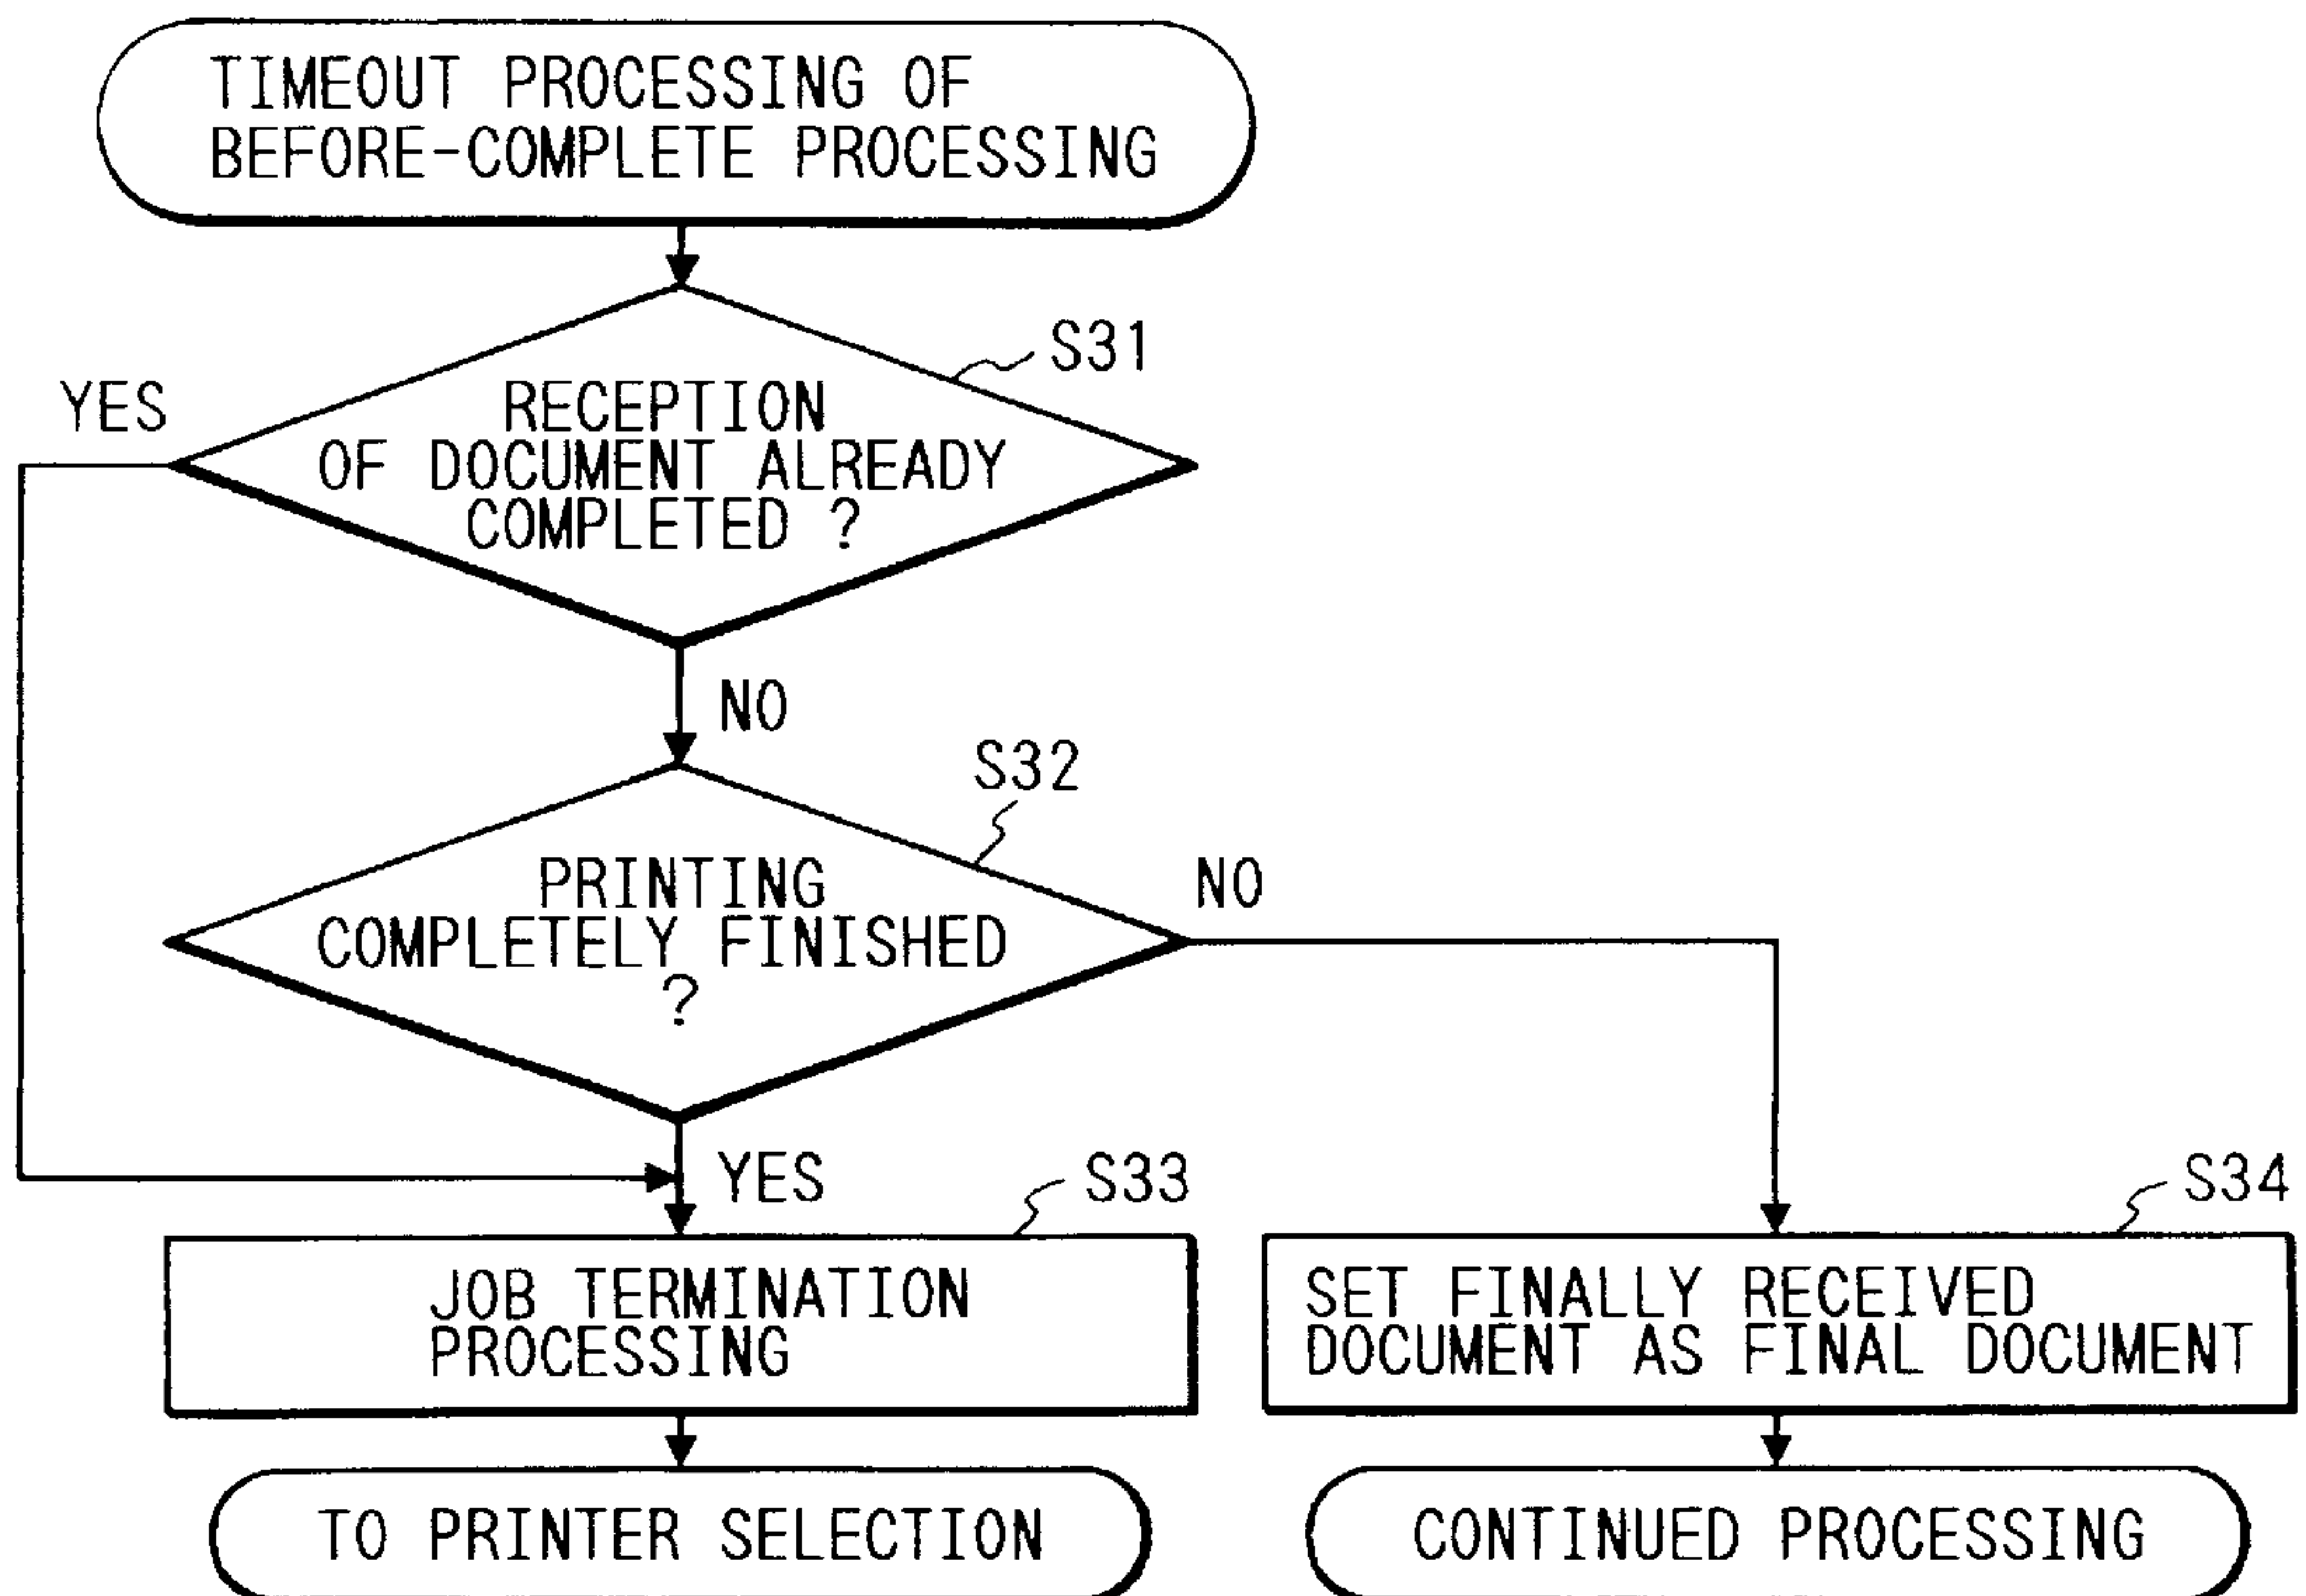 TIMEOUT PROCESSING OF
BEFORE-COMPLETE PROCESSING
S31
YES
RECEPTION
OF DOCUMENT ALREADY
COMPLETED ?
NO
S32
PRINTING
COMPLETELY FINISHED
?
NO
YES
S33
S34
JOB TERMINATION
PROCESSING
SET FINALLY RECEIVED
DOCUMENT AS FINAL DOCUMENT
TO PRINTER SELECTION
CONTINUED PROCESSING